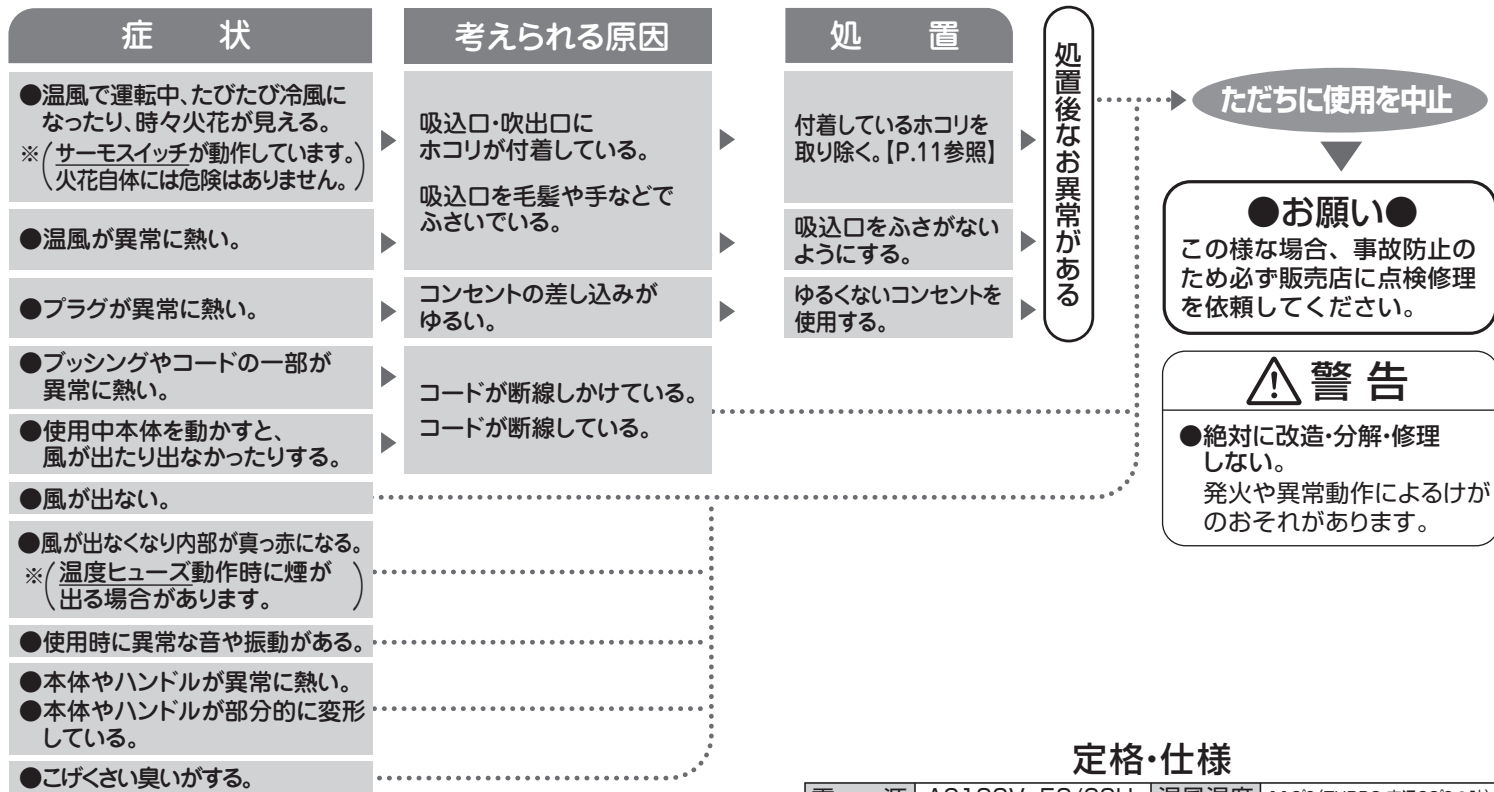 症　状
考えられる原因
処　置
●温風で運転中、たびたび冷風に
なったり、時々火花が見える。
※(サーモスイッチが動作しています。
火花自体には危険はありません。)
●温風が異常に熱い。
●プラグが異常に熱い。
●ブッシングやコードの一部が
異常に熱い。
●使用中本体を動かすと、
風が出たり出なかったりする。
●風が出ない。
●風が出なくなり内部が真っ赤になる。
※(温度ヒューズ動作時に煙が
出る場合があります。)
●使用時に異常な音や振動がある。
●本体やハンドルが異常に熱い。
●本体やハンドルが部分的に変形
している。
●こげくさい臭いがする。
吸込口・吹出口に
ホコリが付着している。
吸込口を毛髪や手などで
ふさいでいる。
コンセントの差し込みが
ゆるい。
コードが断線しかけている。
コードが断線している。
付着しているホコリを
取り除く。【P.11参照】
吸込口をふさがない
ようにする。
ゆるくないコンセントを
使用する。
処置後なお異常がある
ただちに使用を中止
●お願い●
この様な場合、事故防止の
ため必ず販売店に点検修理
を依頼してください。
⚠警告
●絶対に改造・分解・修理
しない。
発火や異常動作によるけが
のおそれがあります。
定格・仕様
電　源
温風温度